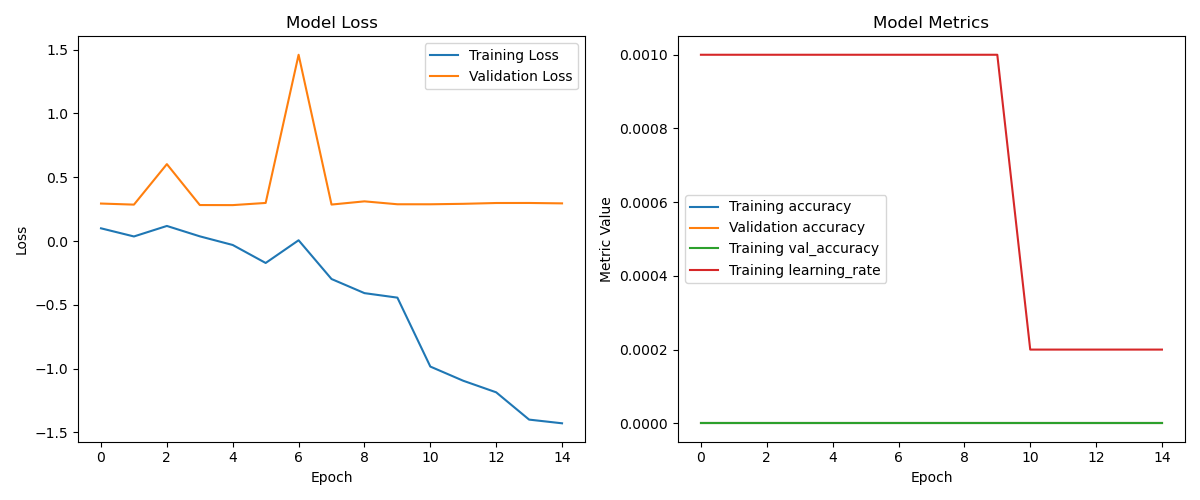 Model Loss
1.5
1.0
0.5
0.0
−0.5
−1.0
−1.5
Loss
Training Loss
Validation Loss
0 2 4 6 8 10 12 14
Epoch
Model Metrics
0.0010
0.0008
0.0006
0.0004
0.0002
0.0000
Metric Value
Training accuracy
Validation accuracy
Training val_accuracy
Training learning_rate
0 2 4 6 8 10 12 14
Epoch